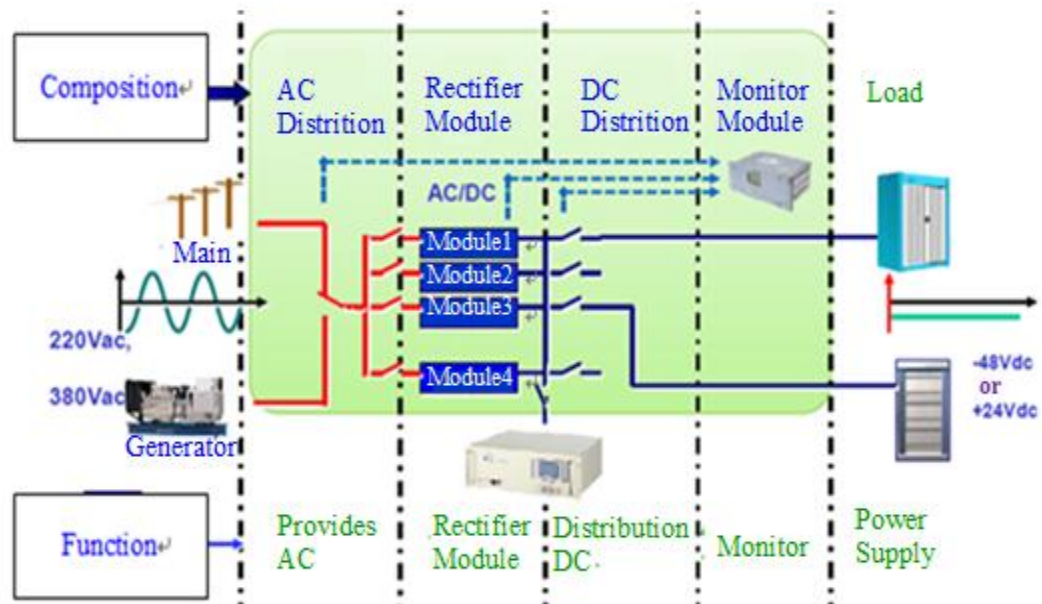 Composition↵
AC
Distrition
Rectifier
Module
DC
Distrition
Monitor
Module
Load
AC/DC
Main
Module1
↵
Module2
↵
Module3
↵
Module4
↵
220Vac,
380Vac
Generator
-48Vdc
or
+24Vdc
Function↵
Provides
AC
Rectifier
Module
Distribution
DC.
Monitor
Power
Supply